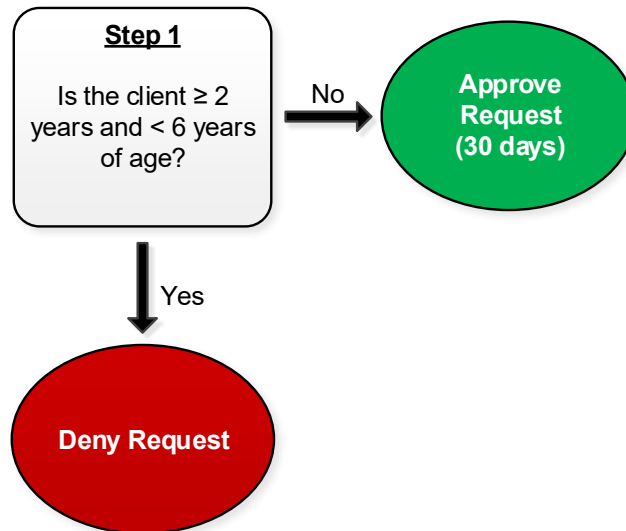 Step 1
Is the client ≥ 2
years and < 6 years
of age?
No
Approve
Request
(30 days)
Yes
Deny Request